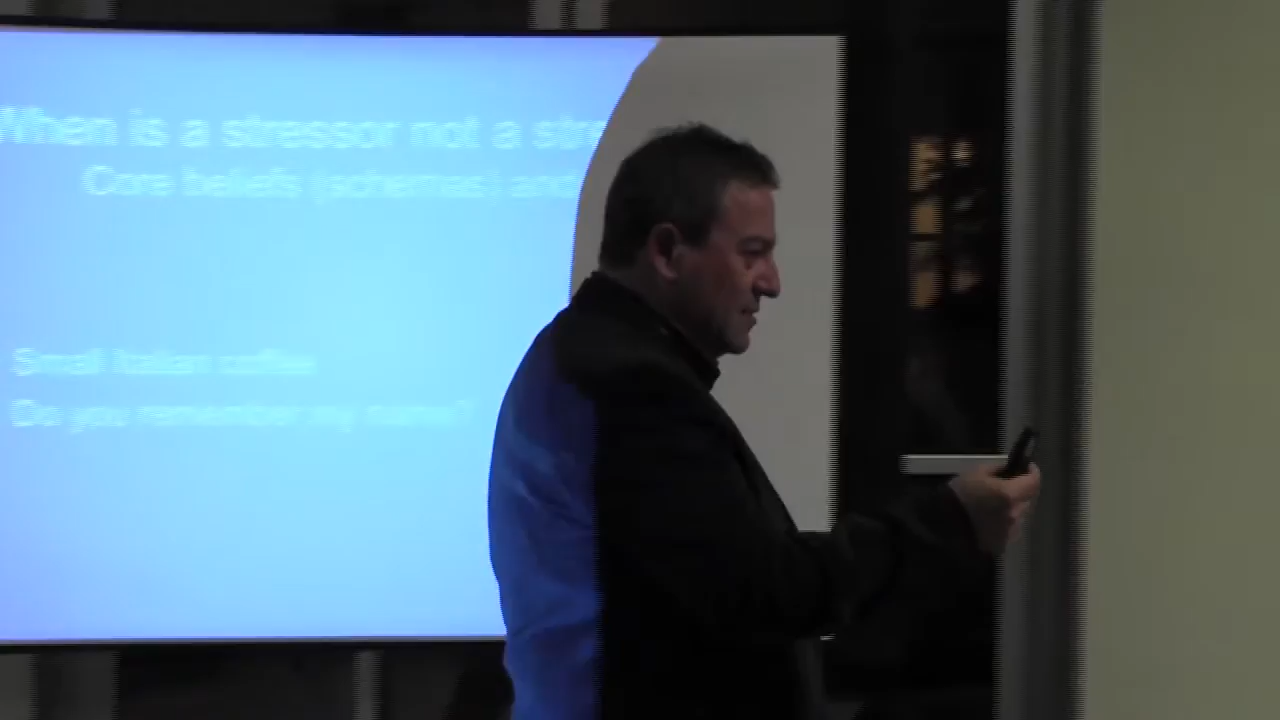 When is a stressor not a stre
Core beliefs (schemas) and
Small Italian coffee
Do you remember my name?